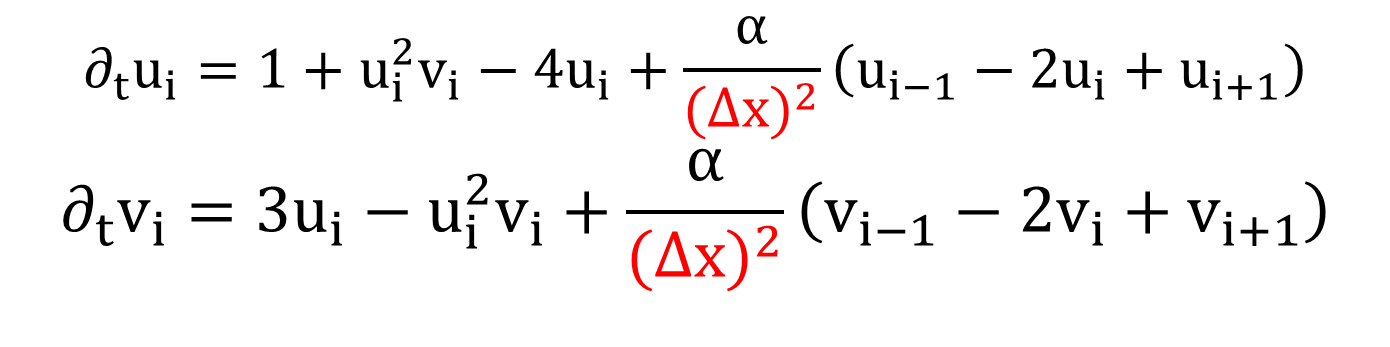 ∂ₜuᵢ = 1 + uᵢ²vᵢ − 4uᵢ + α/(Δx)² (uᵢ₋₁ − 2uᵢ + uᵢ₊₁)
∂ₜvᵢ = 3uᵢ − uᵢ²vᵢ + α/(Δx)² (vᵢ₋₁ − 2vᵢ + vᵢ₊₁)